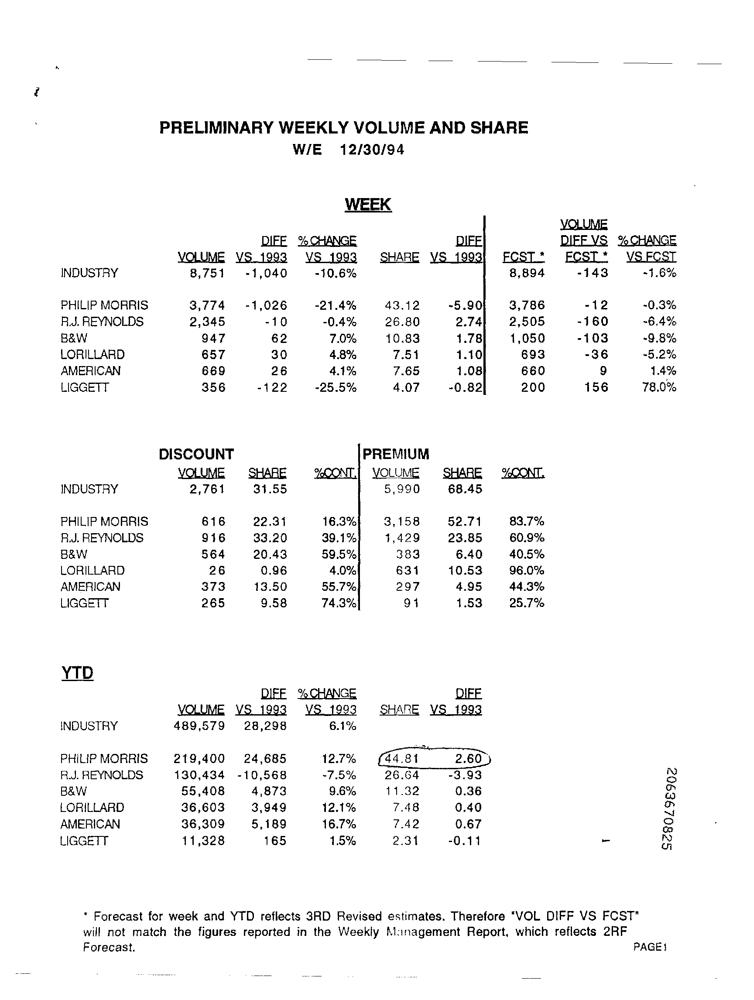 PRELIMINARY WEEKLY VOLUME AND SHARE
W/E 12/30/94
WEEK
VOLUME
DIFF % CHANGE DIFF DIFF VS % CHANGE
VOLUME VS 1993 VS 1993 SHARE VS 1993 FCST * FCST * VS FCST
INDUSTRY 8,751 -1,040 -10.6% 8,894 -143 -1.6%
PHILIP MORRIS 3,774 -1,026 -21.4% 43.12 -5.90 3,786 -12 -0.3%
R.J. REYNOLDS 2,345 -10 -0.4% 26.80 2.74 2,505 -160 -6.4%
B&W 947 62 7.0% 10.83 1.78 1,050 -103 -9.8%
LORILLARD 657 30 4.8% 7.51 1.10 693 -36 -5.2%
AMERICAN 669 26 4.1% 7.65 1.08 660 9 1.4%
LIGGETT 356 -122 -25.5% 4.07 -0.82 200 156 78.0%
DISCOUNT PREMIUM
VOLUME SHARE %CONT. VOLUME SHARE %CONT.
INDUSTRY 2,761 31.55 5,990 68.45
PHILIP MORRIS 616 22.31 16.3% 3,158 52.71 83.7%
R.J. REYNOLDS 916 33.20 39.1% 1,429 23.85 60.9%
B&W 564 20.43 59.5% 383 6.40 40.5%
LORILLARD 26 0.96 4.0% 631 10.53 96.0%
AMERICAN 373 13.50 55.7% 297 4.95 44.3%
LIGGETT 265 9.58 74.3% 91 1.53 25.7%
YTD
DIFF % CHANGE DIFF
VOLUME VS 1993 VS 1993 SHARE VS 1993
INDUSTRY 489,579 28,298 6.1%
PHILIP MORRIS 219,400 24,685 12.7% 44.81 2.60
R.J. REYNOLDS 130,434 -10,568 -7.5% 26.64 -3.93
B&W 55,408 4,873 9.6% 11.32 0.36
LORILLARD 36,603 3,949 12.1% 7.48 0.40
AMERICAN 36,309 5,189 16.7% 7.42 0.67
LIGGETT 11,328 165 1.5% 2.31 -0.11
2063670825
* Forecast for week and YTD reflects 3RD Revised estimates. Therefore "VOL DIFF VS FCST"
will not match the figures reported in the Weekly Management Report, which reflects 2RF
Forecast. PAGE1